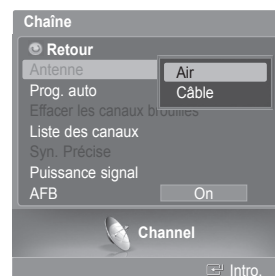 Chaîne
Retour
Antenne
Air
Prog. auto
Câble
Effacer les canaux brouillés
Liste des canaux
Syn. Précise
Puissance signal
AFB On
Channel
Intro.